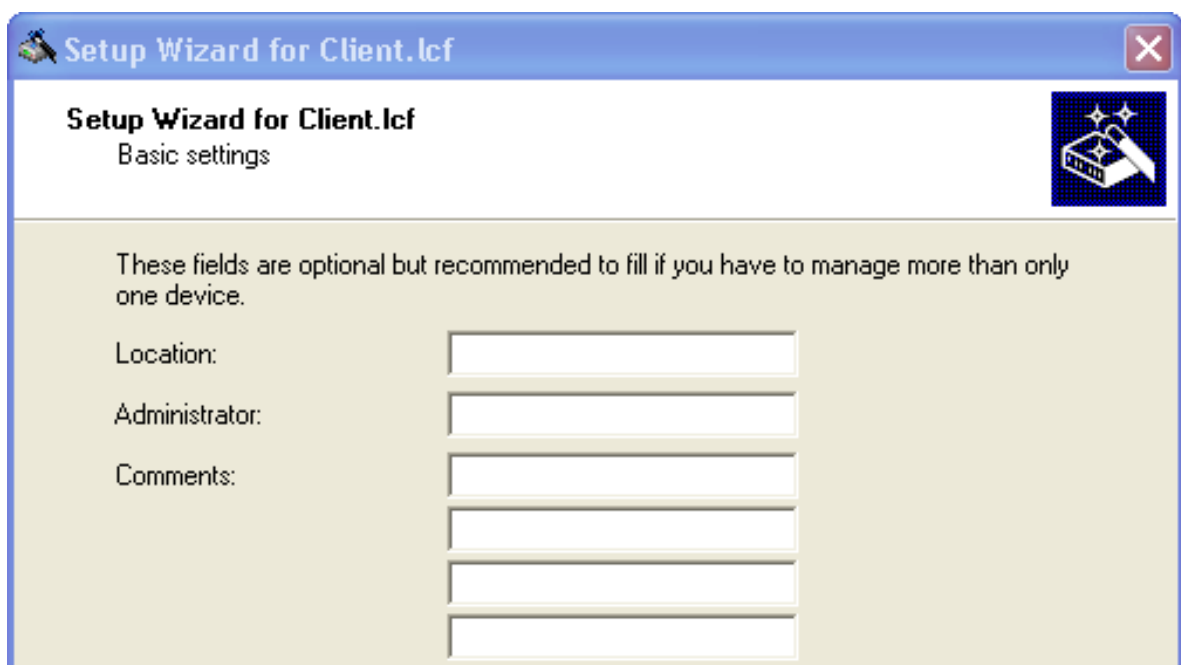 Setup Wizard for Client.lcf
Setup Wizard for Client.lcf
Basic settings
These fields are optional but recommended to fill if you have to manage more than only
one device.
Location:
Administrator:
Comments: